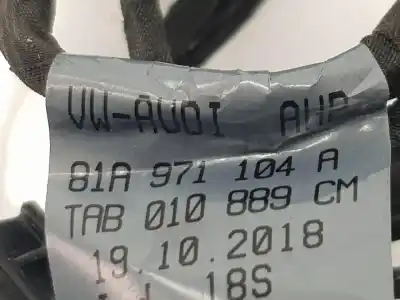 VW-AUDI AHP
81A 971 104 A
TAB 010 889 CM
19.10.2018
18S